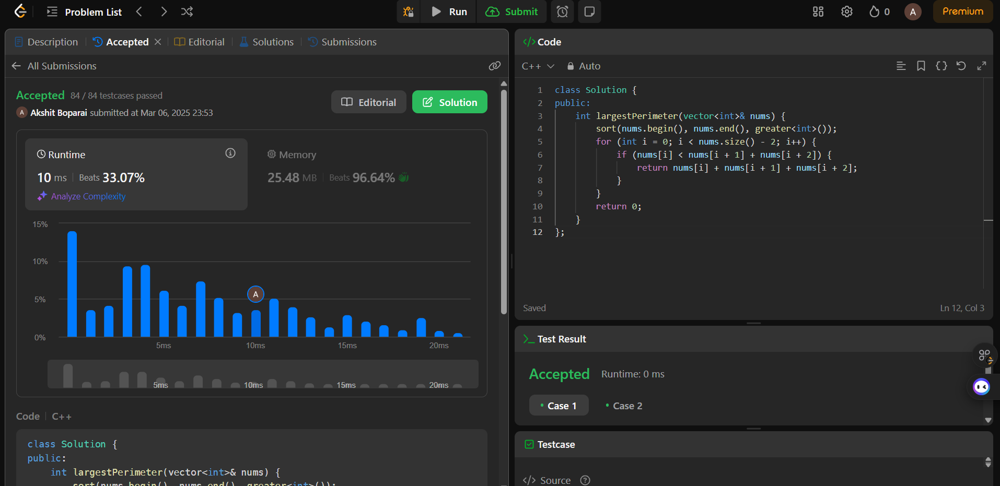 Problem List
Run
Submit
0
A
Premium
Description
Accepted
Editorial
Solutions
Submissions
All Submissions
Accepted 84 / 84 testcases passed
A Akshit Boparai submitted at Mar 06, 2025 23:53
Editorial
Solution
Runtime
10 ms
Beats 33.07%
Analyze Complexity
Memory
25.48 MB
Beats 96.64%
15%
10%
5%
0%
A
5ms
10ms
15ms
20ms
5ms
10ms
15ms
20ms
Code
C++
class Solution {
public:
    int largestPerimeter(vector<int>& nums) {
        sort(nums.begin(), nums.end(), greater<int>());
Code
C++
Auto
1 class Solution {
2 public:
3     int largestPerimeter(vector<int>& nums) {
4         sort(nums.begin(), nums.end(), greater<int>());
5         for (int i = 0; i < nums.size() - 2; i++) {
6             if (nums[i] < nums[i + 1] + nums[i + 2]) {
7                 return nums[i] + nums[i + 1] + nums[i + 2];
8             }
9         }
10         return 0;
11     }
12 };
Saved
Ln 12, Col 3
Test Result
Accepted
Runtime: 0 ms
Case 1
Case 2
Testcase
</> Source